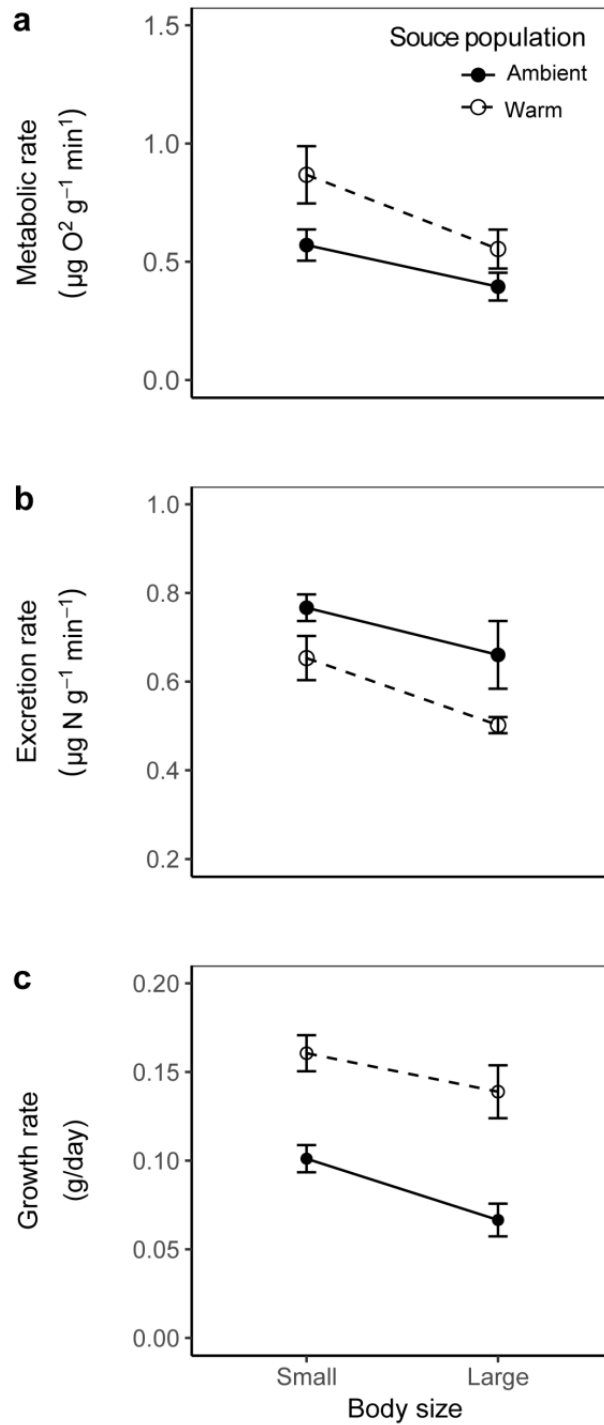 a
Souce population
Ambient
Warm
Metabolic rate
(µg O² g⁻¹ min¹)
1.5
1.0
0.5
0.0
b
Excretion rate
(µg N g⁻¹ min⁻¹)
1.0
0.8
0.6
0.4
0.2
c
Growth rate
(g/day)
0.20
0.15
0.10
0.05
0.00
Small Large
Body size